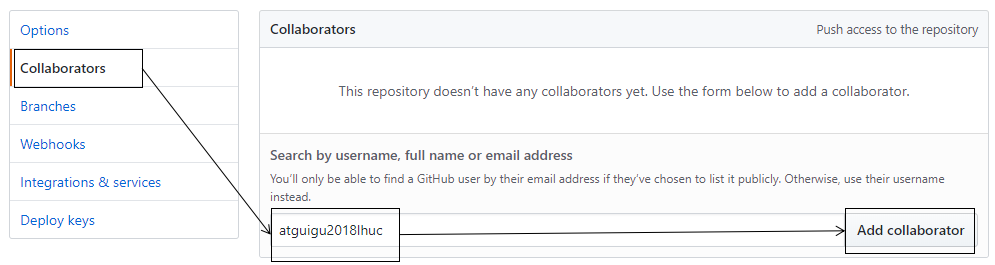 Options
Collaborators
Branches
Webhooks
Integrations & services
Deploy keys
Collaborators
Push access to the repository
This repository doesn’t have any collaborators yet. Use the form below to add a collaborator.
Search by username, full name or email address
You’ll only be able to find a GitHub user by their email address if they’ve chosen to list it publicly. Otherwise, use their username
instead.
atguigu2018lhuc
Add collaborator